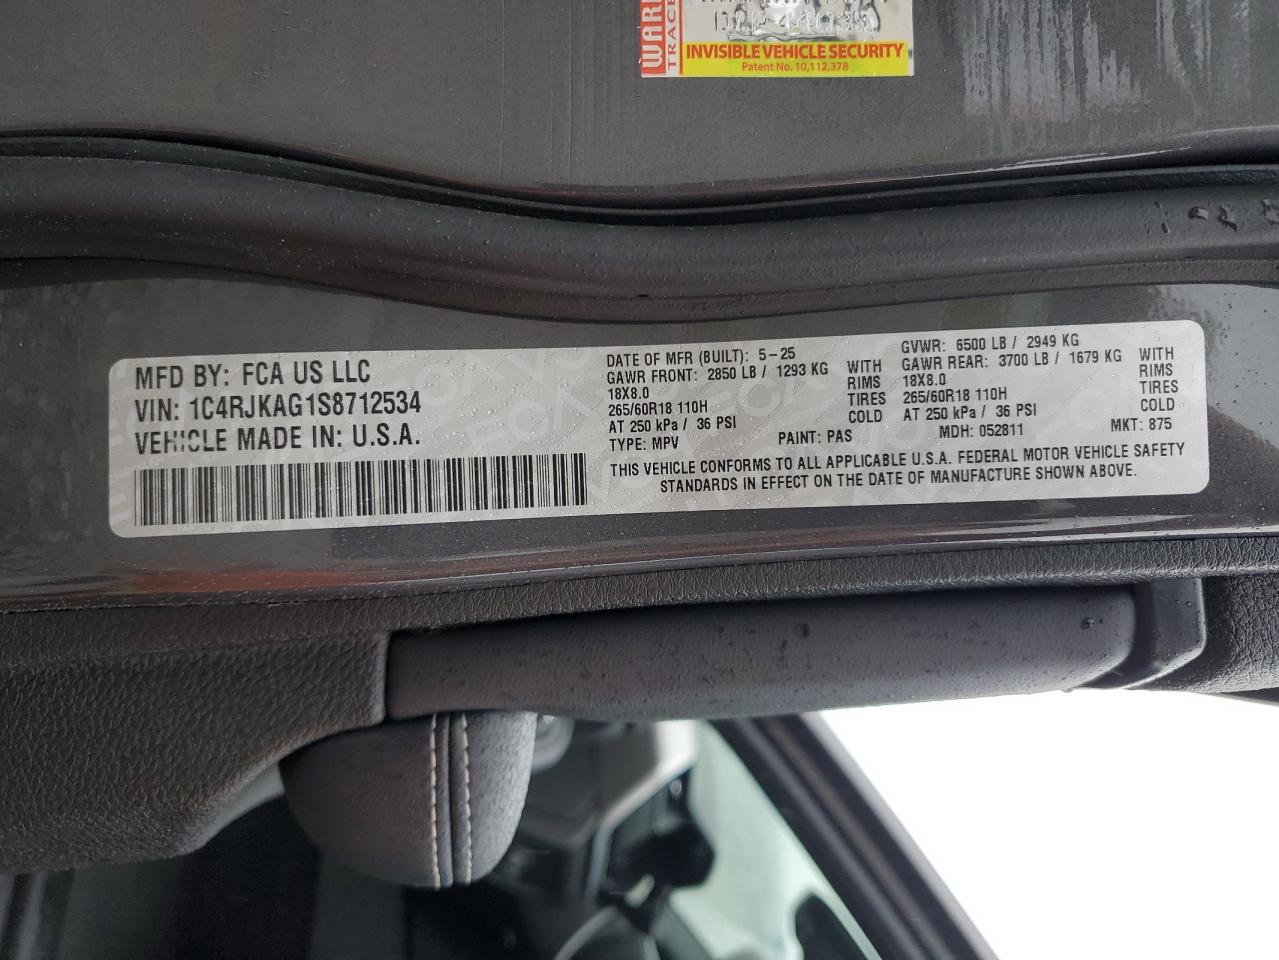 WAR
TRACE
INVISIBLE VEHICLE SECURITY
Patent No. 10,112,378
MFD BY: FCA US LLC
VIN: 1C4RJKAG1S8712534
VEHICLE MADE IN: U.S.A.
DATE OF MFR (BUILT): 5-25 GVWR: 6500 LB / 2949 KG
GAWR FRONT: 2850 LB / 1293 KG WITH GAWR REAR: 3700 LB / 1679 KG WITH
18X8.0 RIMS 18X8.0 RIMS
265/60R18 110H TIRES 265/60R18 110H TIRES
AT 250 kPa / 36 PSI COLD AT 250 kPa / 36 PSI COLD
TYPE: MPV PAINT: PAS MDH: 052811 MKT: 875
THIS VEHICLE CONFORMS TO ALL APPLICABLE U.S.A. FEDERAL MOTOR VEHICLE SAFETY
STANDARDS IN EFFECT ON THE DATE OF MANUFACTURE SHOWN ABOVE.